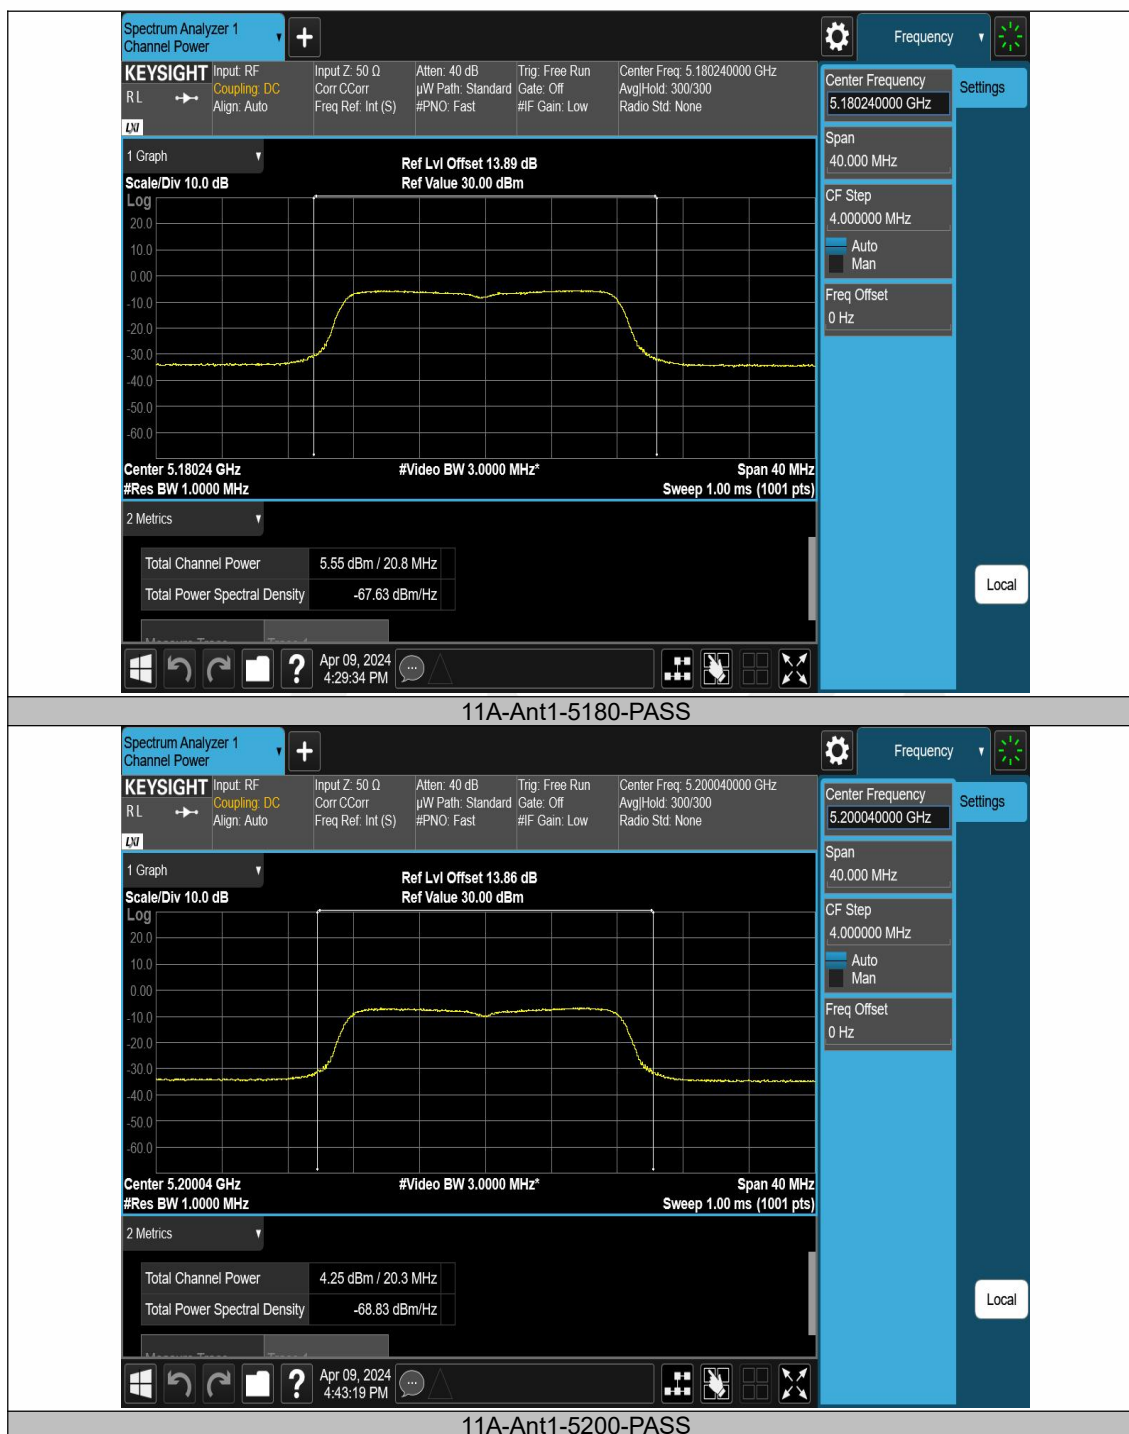 Spectrum Analyzer 1
Channel Power
Frequency
KEYSIGHT
RL
LXI
Input: RF
Coupling: DC
Align: Auto
Input Z: 50 Ω
Corr CCorr
Freq Ref: Int (S)
Atten: 40 dB
µW Path: Standard
#PNO: Fast
Trig: Free Run
Gate: Off
#IF Gain: Low
Center Freq: 5.180240000 GHz
Avg|Hold: 300/300
Radio Std: None
Center Frequency
5.180240000 GHz
Settings
Span
40.000 MHz
CF Step
4.000000 MHz
Auto
Man
Freq Offset
0 Hz
1 Graph
Scale/Div 10.0 dB
Ref Lvl Offset 13.89 dB
Ref Value 30.00 dBm
Log
20.0
10.0
0.00
-10.0
-20.0
-30.0
-40.0
-50.0
-60.0
Center 5.18024 GHz
#Video BW 3.0000 MHz*
Span 40 MHz
#Res BW 1.0000 MHz
Sweep 1.00 ms (1001 pts)
2 Metrics
Total Channel Power 5.55 dBm / 20.8 MHz
Total Power Spectral Density -67.63 dBm/Hz
Local
Apr 09, 2024
4:29:34 PM
11A-Ant1-5180-PASS
Spectrum Analyzer 1
Channel Power
Frequency
KEYSIGHT
RL
LXI
Input: RF
Coupling: DC
Align: Auto
Input Z: 50 Ω
Corr CCorr
Freq Ref: Int (S)
Atten: 40 dB
µW Path: Standard
#PNO: Fast
Trig: Free Run
Gate: Off
#IF Gain: Low
Center Freq: 5.200040000 GHz
Avg|Hold: 300/300
Radio Std: None
Center Frequency
5.200040000 GHz
Settings
Span
40.000 MHz
CF Step
4.000000 MHz
Auto
Man
Freq Offset
0 Hz
1 Graph
Scale/Div 10.0 dB
Ref Lvl Offset 13.86 dB
Ref Value 30.00 dBm
Log
20.0
10.0
0.00
-10.0
-20.0
-30.0
-40.0
-50.0
-60.0
Center 5.20004 GHz
#Video BW 3.0000 MHz*
Span 40 MHz
#Res BW 1.0000 MHz
Sweep 1.00 ms (1001 pts)
2 Metrics
Total Channel Power 4.25 dBm / 20.3 MHz
Total Power Spectral Density -68.83 dBm/Hz
Local
Apr 09, 2024
4:43:19 PM
11A-Ant1-5200-PASS